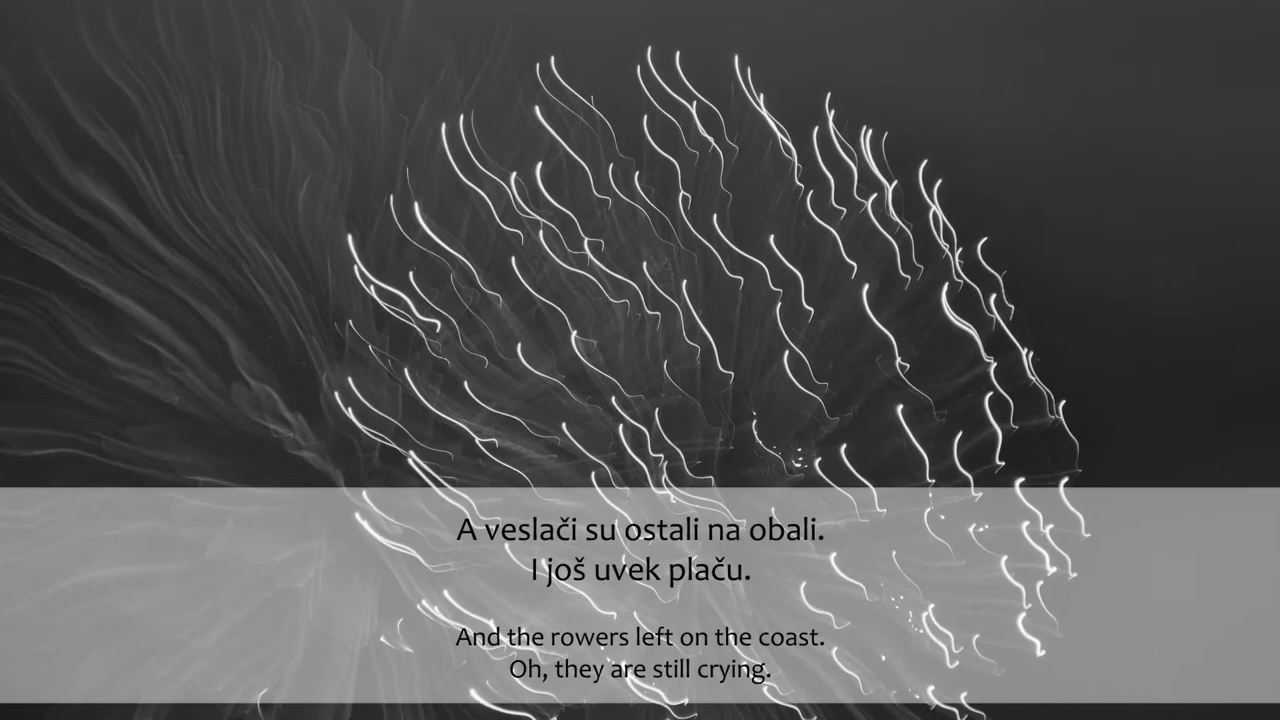 A veslači su ostali na obali.
I još uvek plaču.
And the rowers left on the coast.
Oh, they are still crying.